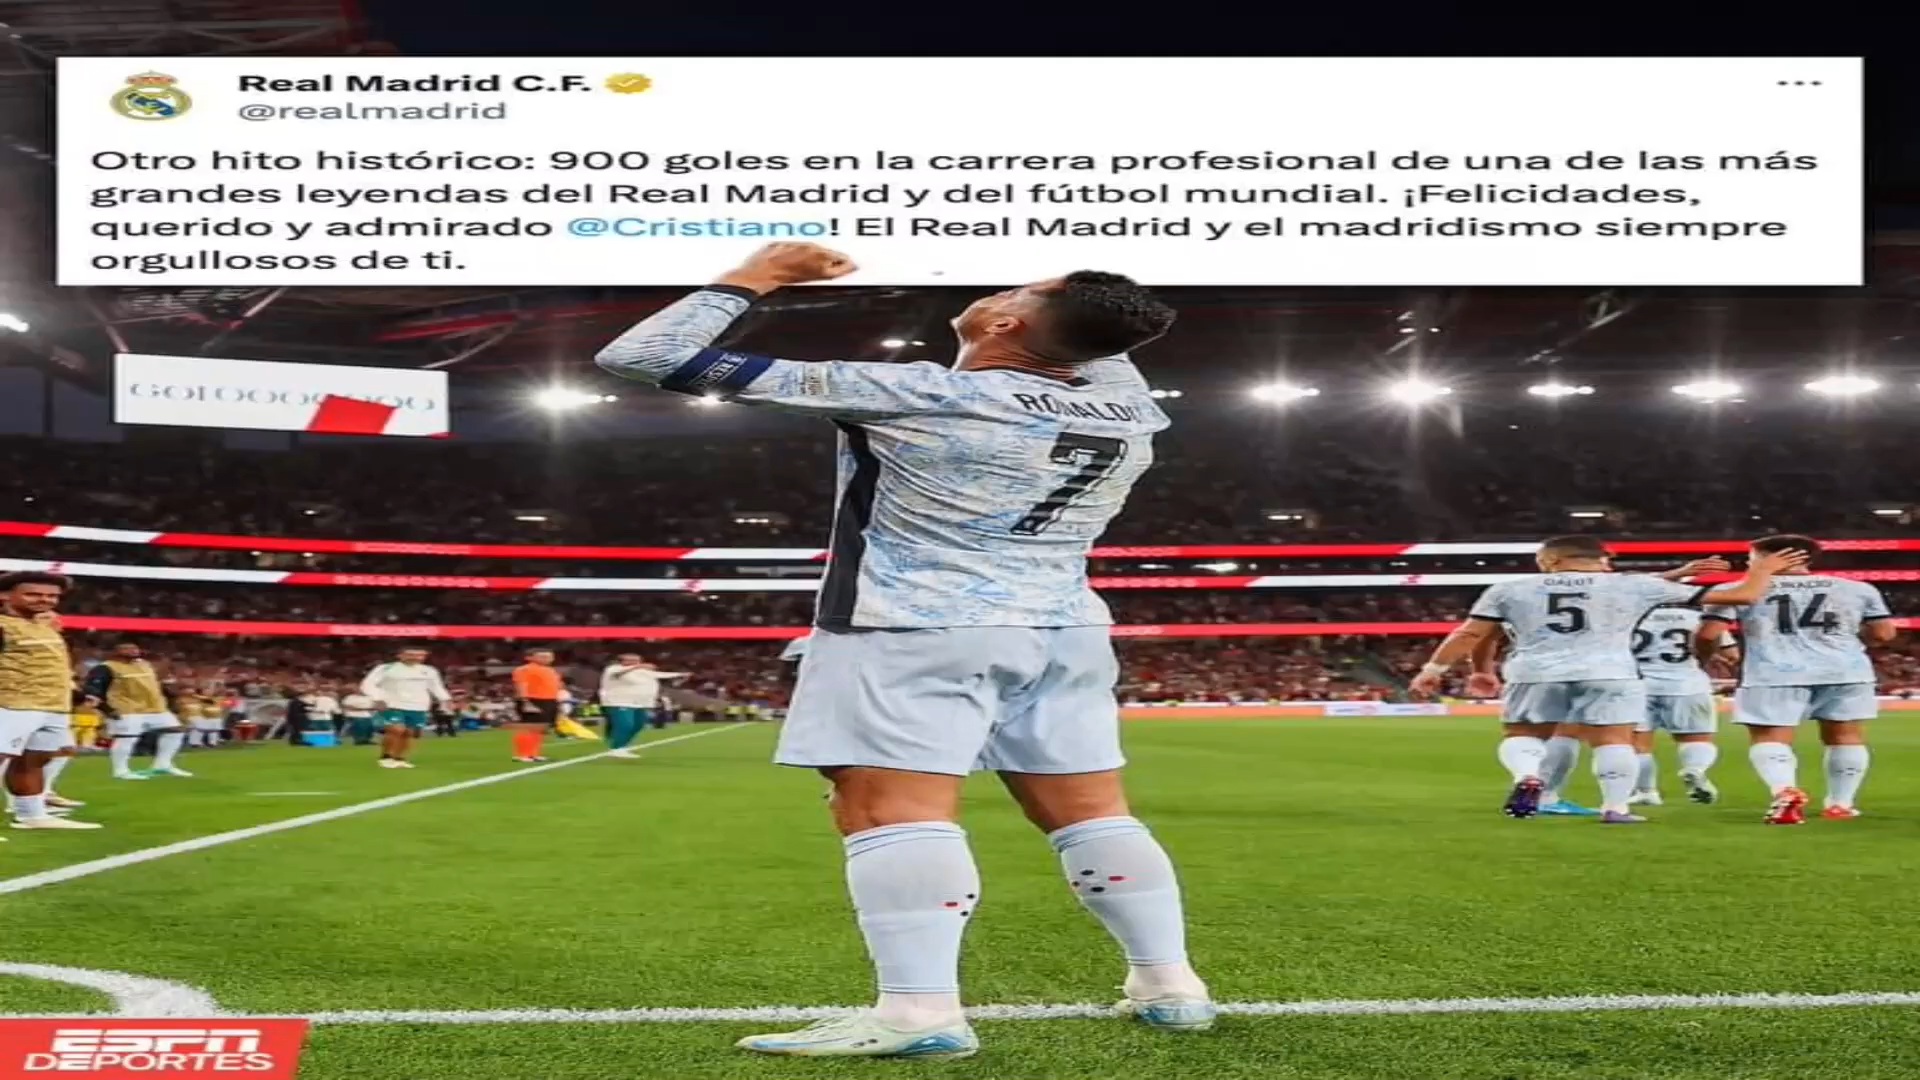 Real Madrid C.F.
@realmadrid
Otro hito histórico: 900 goles en la carrera profesional de una de las más
grandes leyendas del Real Madrid y del fútbol mundial. ¡Felicidades,
querido y admirado @Cristiano! El Real Madrid y el madridismo siempre
orgullosos de ti.
RONALDO
7
5
23
14
ESPN
DEPORTES